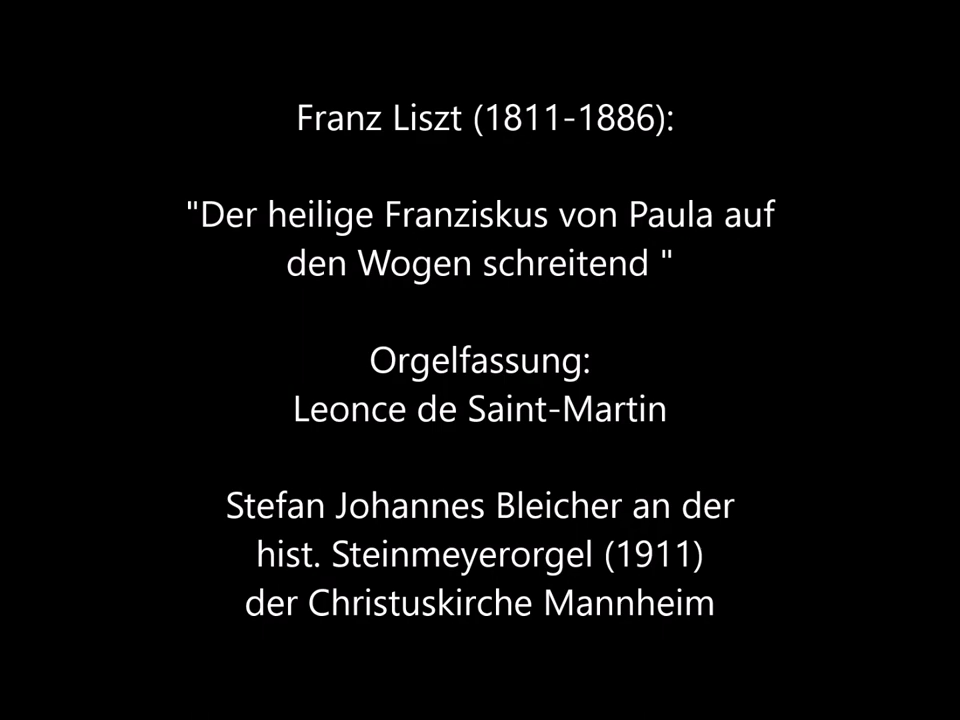 Franz Liszt (1811-1886):
"Der heilige Franziskus von Paula auf
den Wogen schreitend "
Orgelfassung:
Leonce de Saint-Martin
Stefan Johannes Bleicher an der
hist. Steinmeyerorgel (1911)
der Christuskirche Mannheim